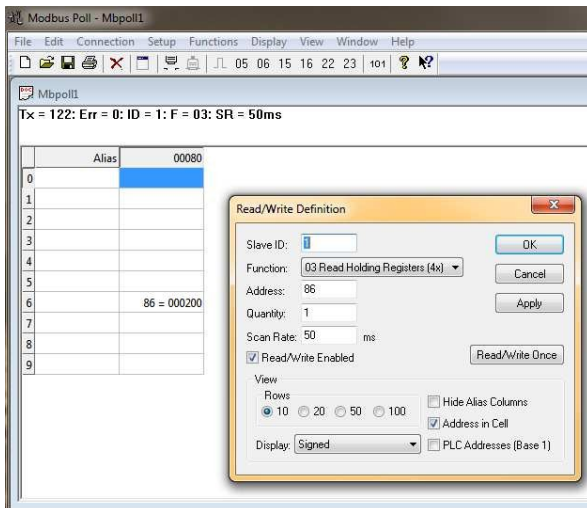 Modbus Poll - Mbpoll1
File Edit Connection Setup Functions Display View Window Help
05 06 15 16 22 23 101
Mbpoll1
Tx = 122: Err = 0: ID = 1: F = 03: SR = 50ms
Alias 00080
0
1
2
3
4
5
6 86 = 000200
7
8
9
Read/Write Definition
Slave ID: 1 OK
Function: 03 Read Holding Registers (4x) Cancel
Address: 86
Quantity: 1 Apply
Scan Rate: 50 ms
Read/Write Enabled Read/Write Once
View
Rows
10 20 50 100 Hide Alias Columns
Address in Cell
Display: Signed PLC Addresses (Base 1)